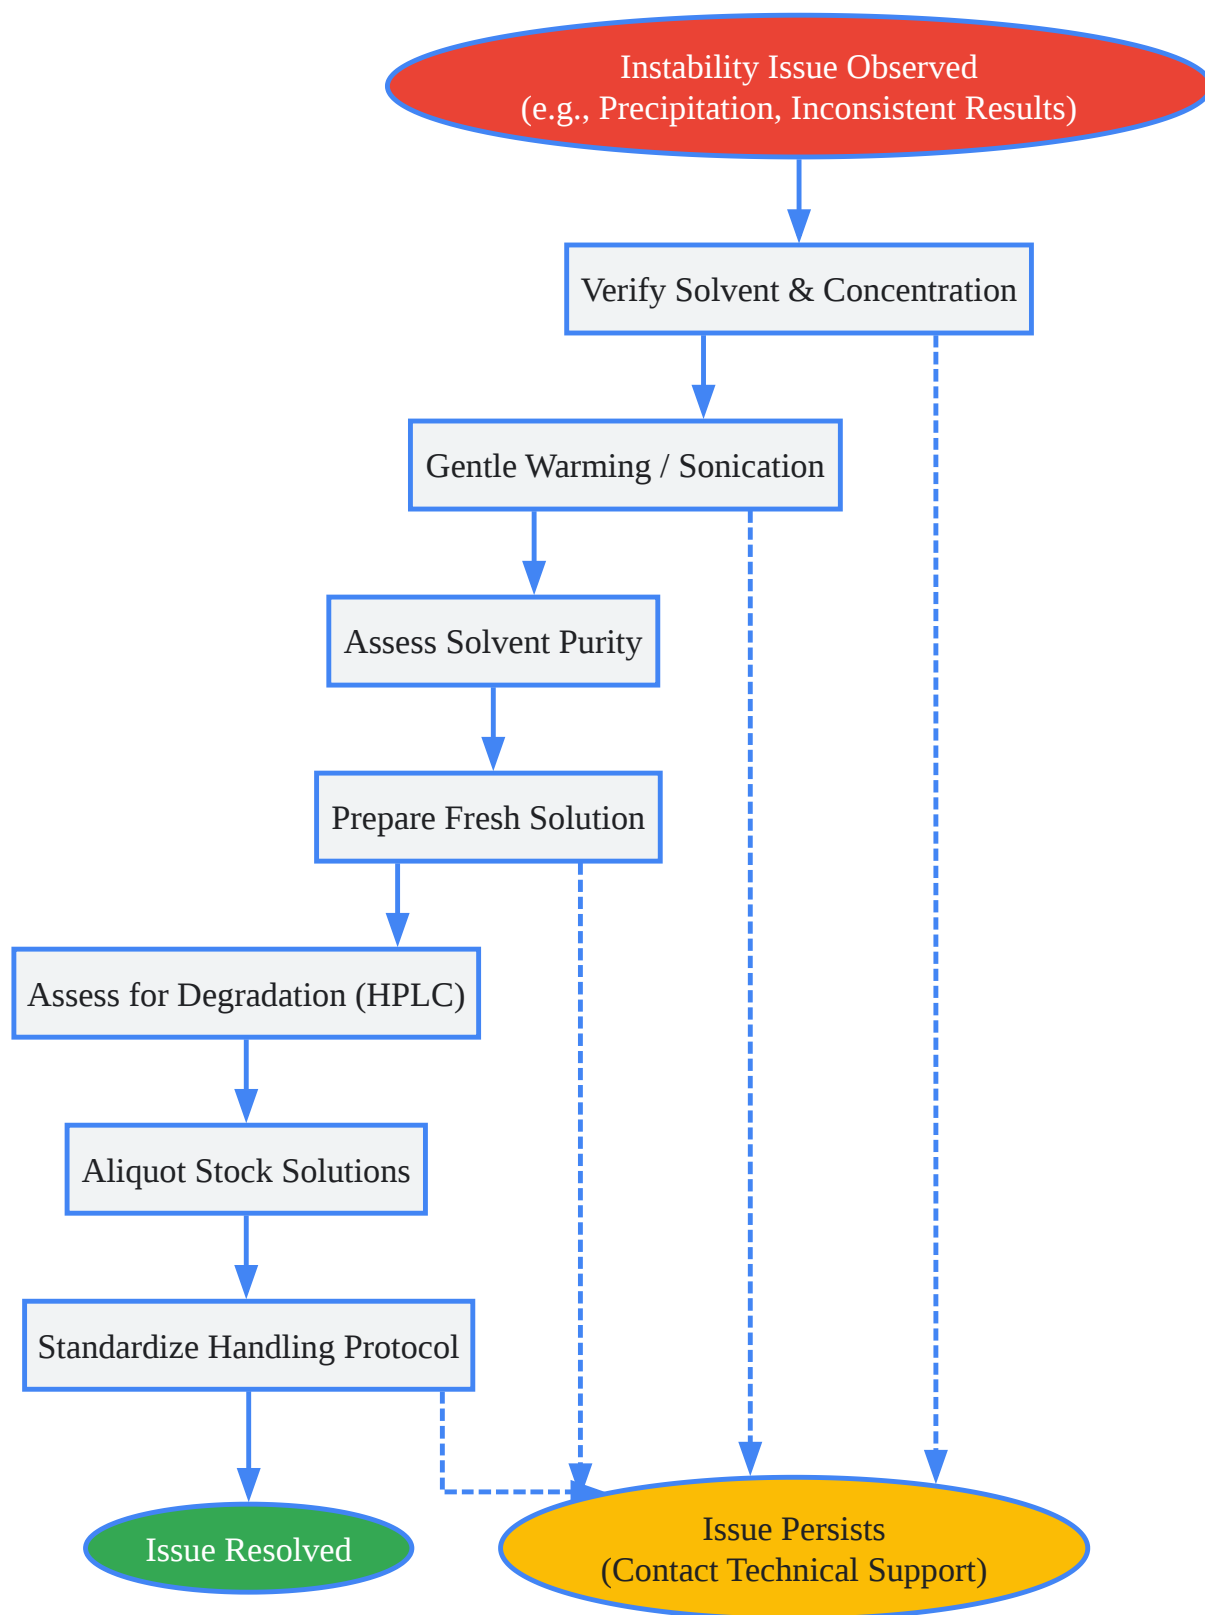 Instability Issue Observed
(e.g., Precipitation, Inconsistent Results)
Verify Solvent & Concentration
Gentle Warming / Sonication
Assess Solvent Purity
Prepare Fresh Solution
Assess for Degradation (HPLC)
Aliquot Stock Solutions
Standardize Handling Protocol
Issue Resolved
Issue Persists
(Contact Technical Support)